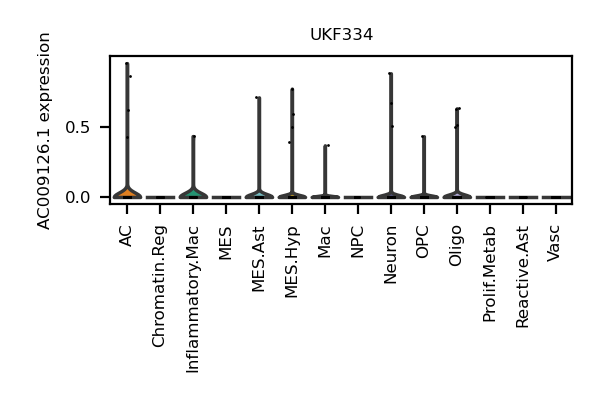 UKF334
AC009126.1 expression
0.5
0.0
AC
Chromatin.Reg
Inflammatory.Mac
MES
MES.Ast
MES.Hyp
Mac
NPC
Neuron
OPC
Oligo
Prolif.Metab
Reactive.Ast
Vasc